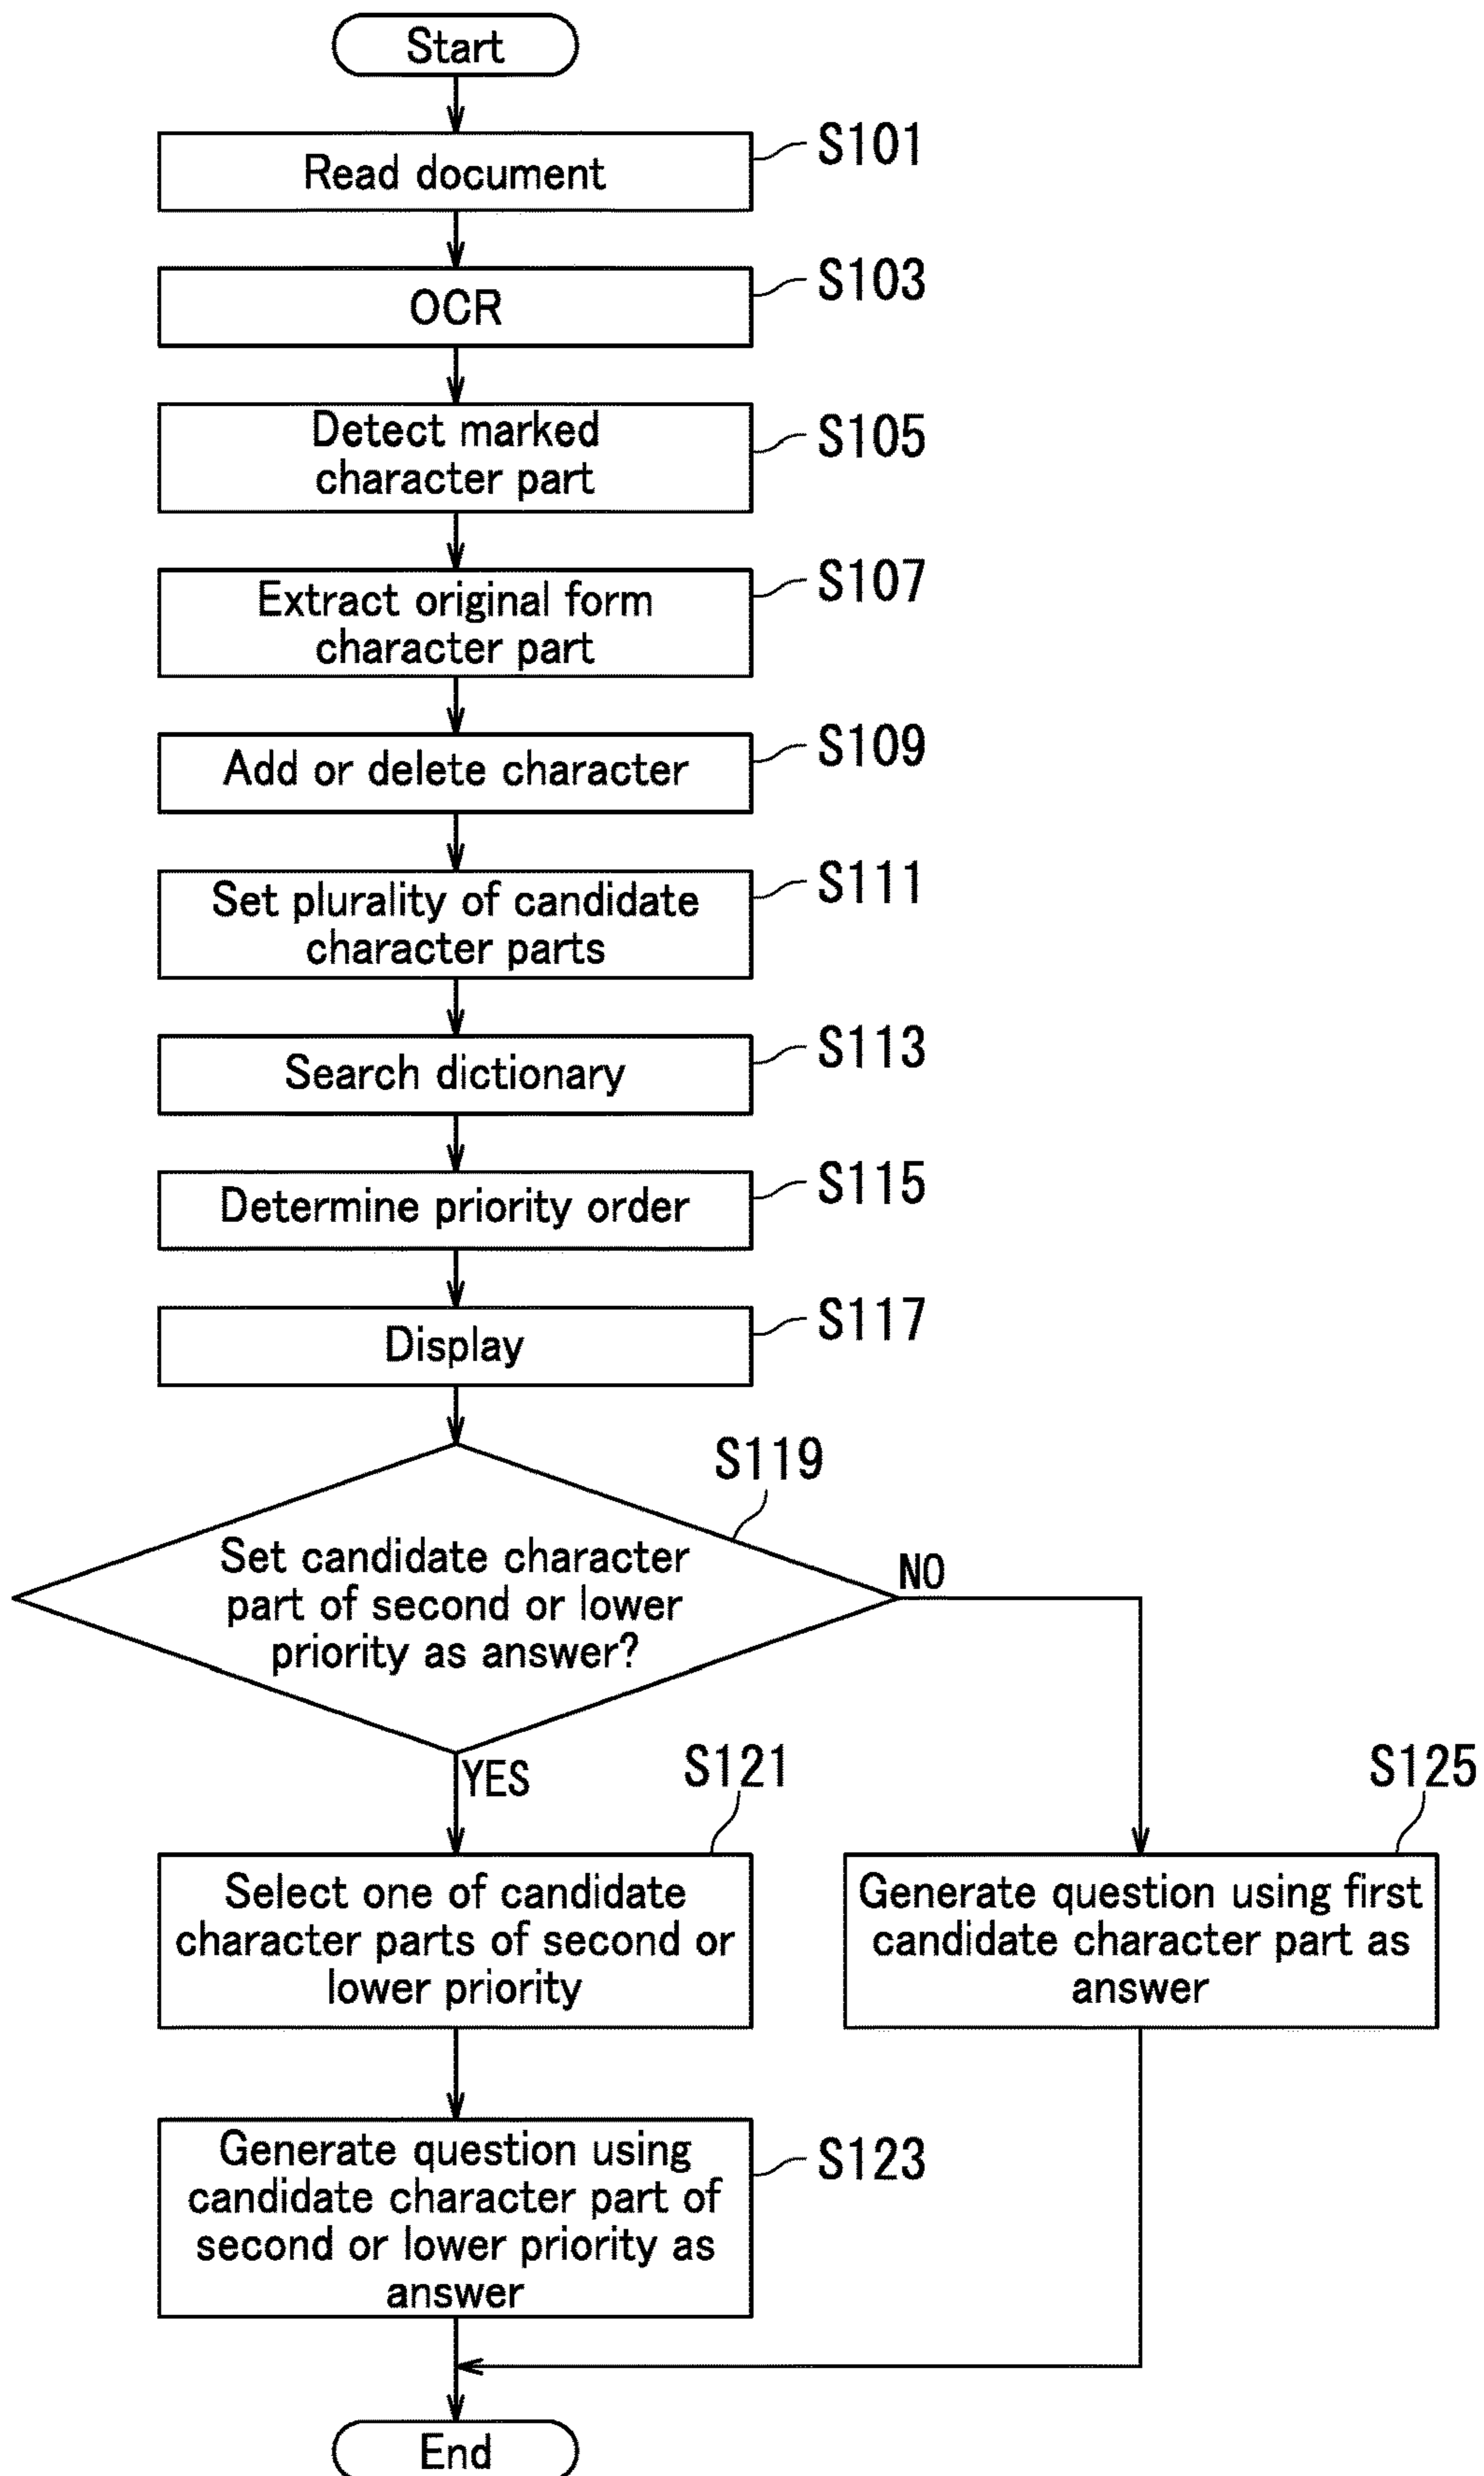 Start
Read document
S101
OCR
S103
Detect marked
character part
S105
Extract original form
character part
S107
Add or delete character
S109
Set plurality of candidate
character parts
S111
Search dictionary
S113
Determine priority order
S115
Display
S117
S119
Set candidate character
part of second or lower
priority as answer?
NO
YES
S121
Select one of candidate
character parts of second or
lower priority
S125
Generate question using first
candidate character part as
answer
Generate question using
candidate character part of
second or lower priority as
answer
S123
End